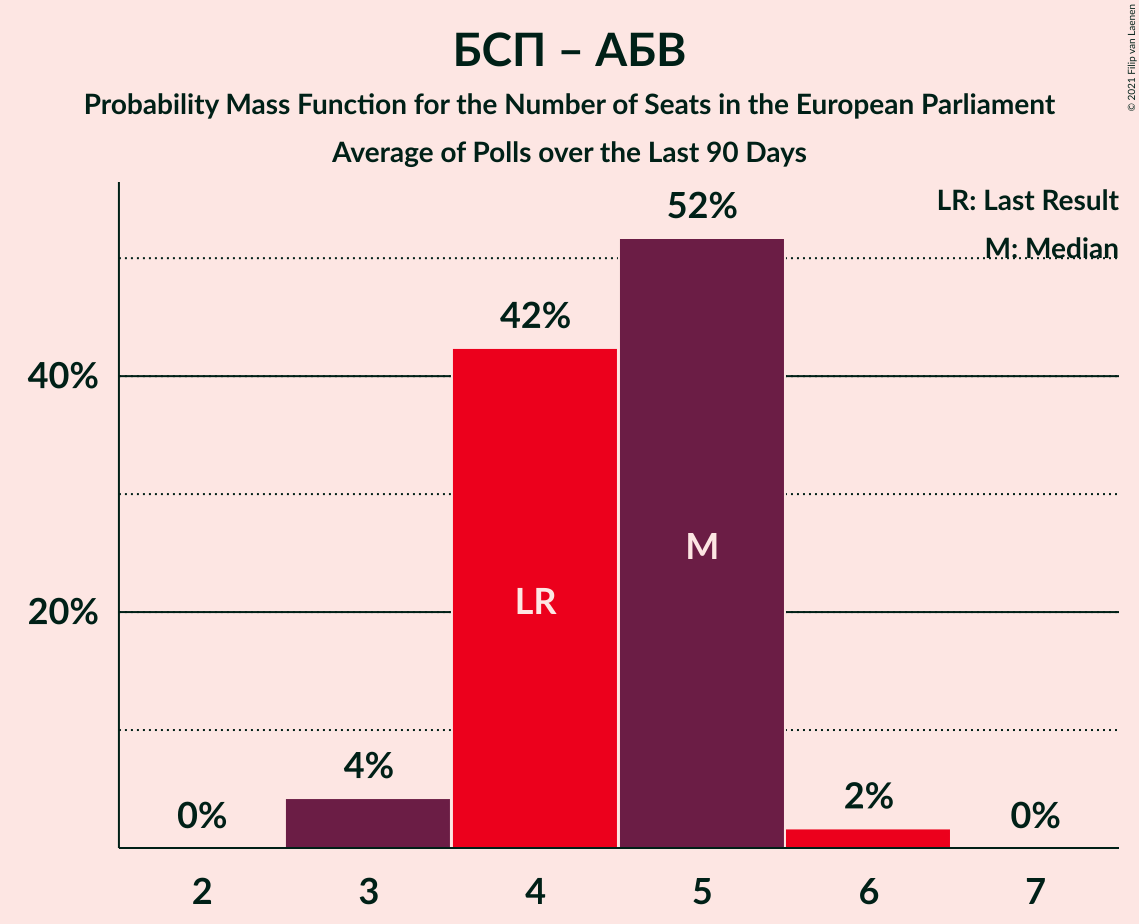 БСП – АБВ
Probability Mass Function for the Number of Seats in the European Parliament
Average of Polls over the Last 90 Days
© 2021 Filip van Laenen
LR: Last Result
M: Median
52%
42%
40%
M
LR
20%
4%
2%
0%
0%
2 3 4 5 6 7